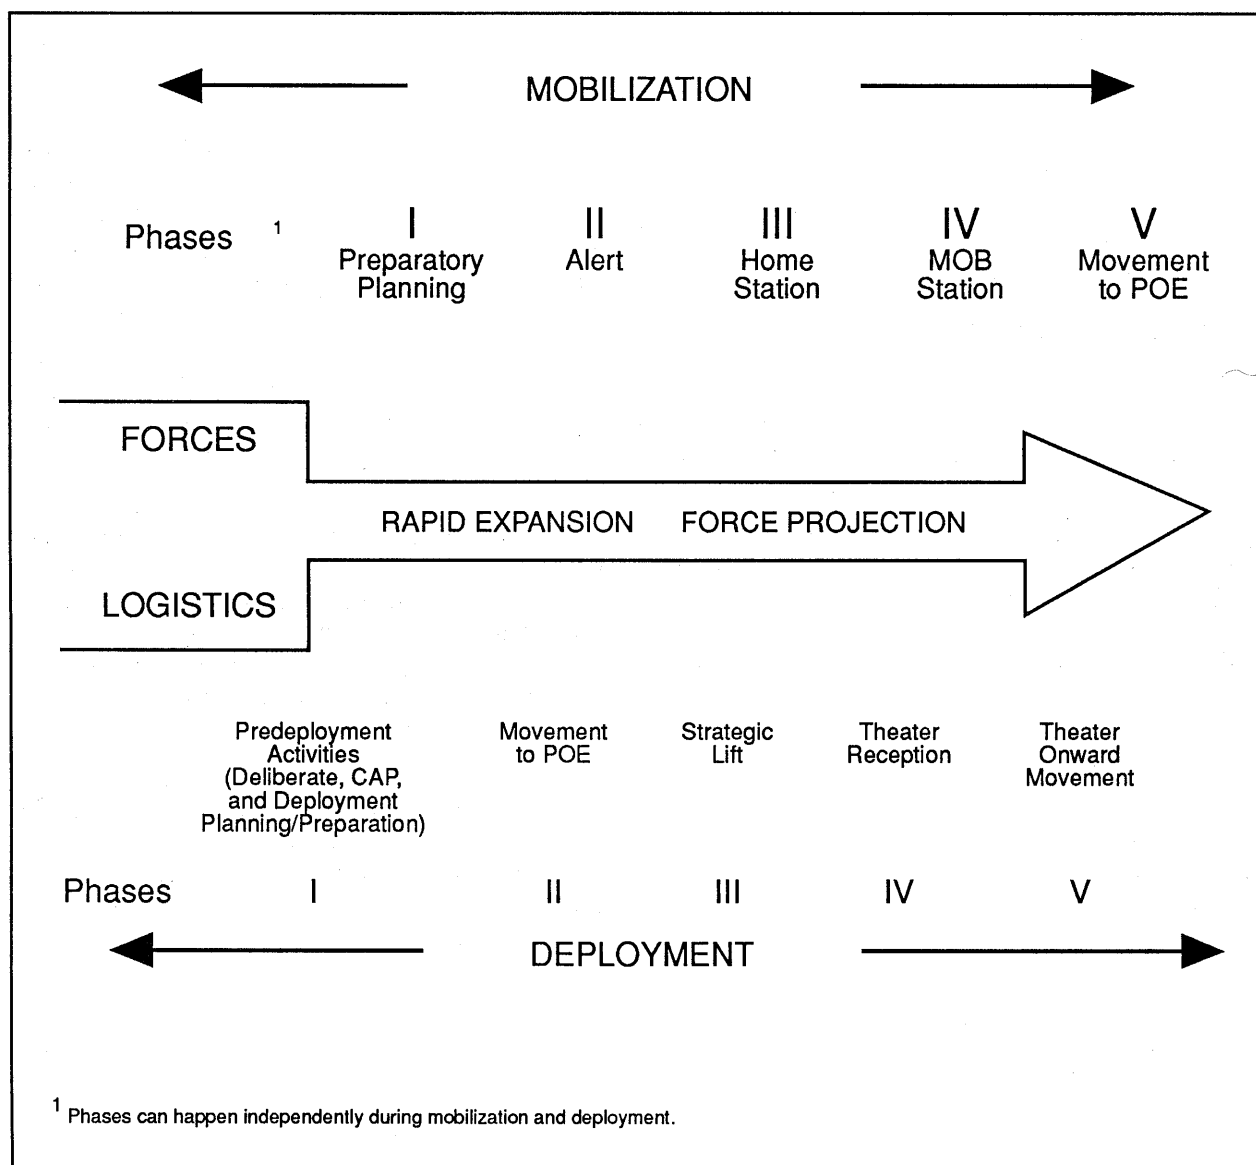 MOBILIZATION
Phases 1
I II III IV V
Preparatory Alert Home MOB Movement
Planning Station Station to POE
FORCES
RAPID EXPANSION FORCE PROJECTION
LOGISTICS
Predeployment Movement Strategic Theater Theater
Activities to POE Lift Reception Onward
(Deliberate, CAP, Movement
and Deployment
Planning/Preparation)
Phases I II III IV V
DEPLOYMENT
1 Phases can happen independently during mobilization and deployment.